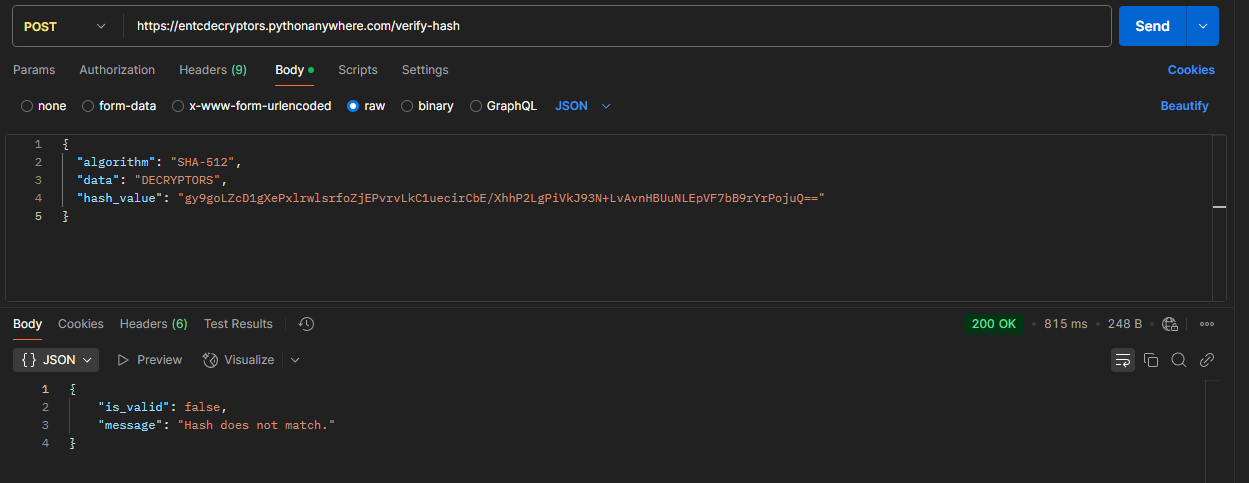 POST https://entcdecryptors.pythonanywhere.com/verify-hash Send
Params Authorization Headers (9) Body Scripts Settings Cookies
none form-data x-www-form-urlencoded raw binary GraphQL JSON Beautify
1 {
2 "algorithm": "SHA-512",
3 "data": "DECRYPTORS",
4 "hash_value": "gy9goLZcD1gXePxlrwlsrfoZjEPvrvLkC1uecirCbE/XhhP2LgPiVkJ93N+LvAvnHBUuNLEpVF7bB9rYrPojuQ=="
5 }
Body Cookies Headers (6) Test Results 200 OK 815 ms 248 B
{} JSON Preview Visualize
1 {
2 "is_valid": false,
3 "message": "Hash does not match."
4 }